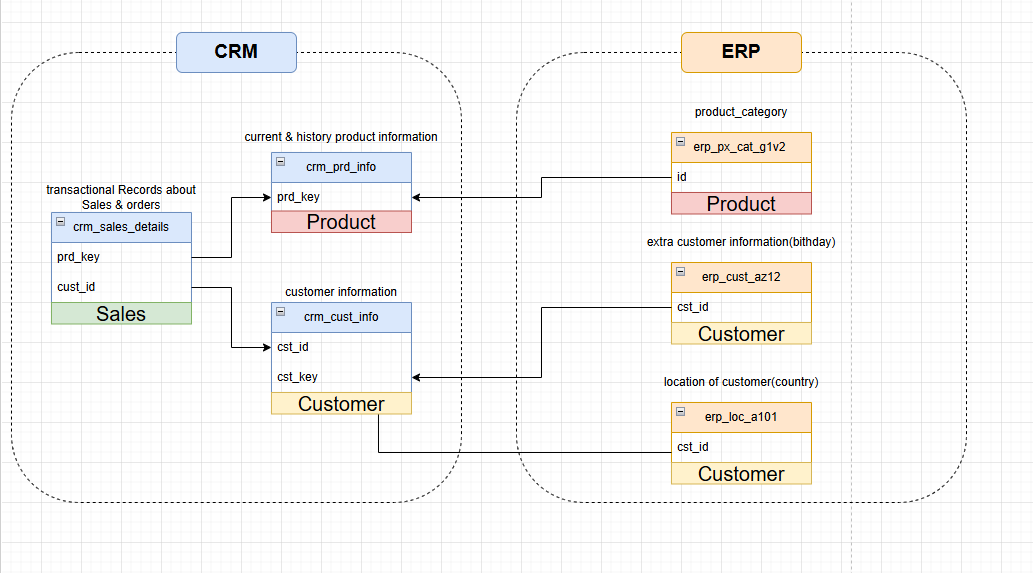 CRM
current & history product information
crm_prd_info
prd_key
Product
transactional Records about
Sales & orders
crm_sales_details
prd_key
cust_id
Sales
customer information
crm_cust_info
cst_id
cst_key
Customer
ERP
product_category
erp_px_cat_g1v2
id
Product
extra customer information(bithday)
erp_cust_az12
cst_id
Customer
location of customer(country)
erp_loc_a101
cst_id
Customer